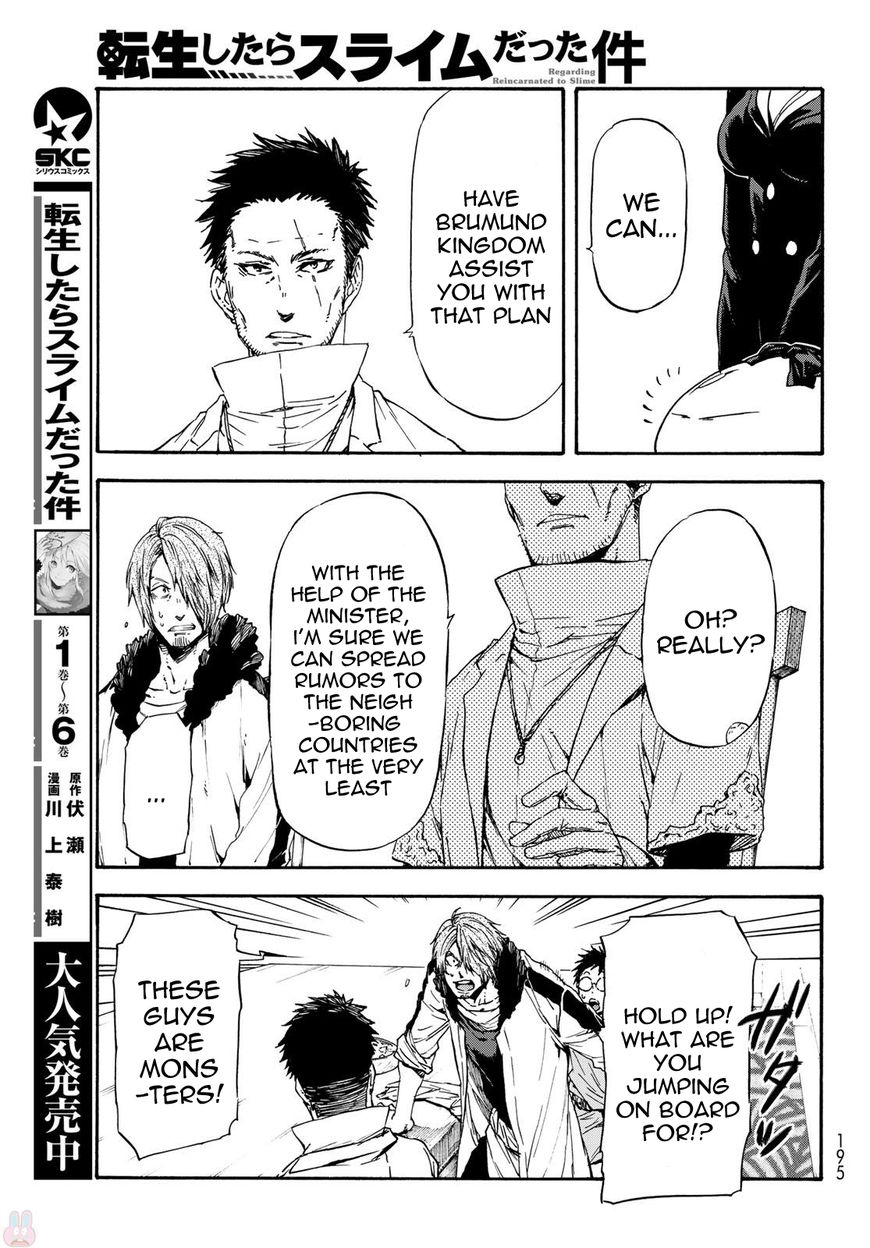 転生したらスライムだった件
Regarding
Reincarnated to Slime
SKC
シリウスコミックス
転生したらスライムだった件
第1巻〜第6巻
原作 伏瀬
漫画 川上泰樹
大人気発売中
WE
CAN...
HAVE
BRUMUND
KINGDOM
ASSIST
YOU WITH
THAT PLAN
OH?
REALLY?
WITH THE
HELP OF THE
MINISTER,
I'M SURE WE
CAN SPREAD
RUMORS TO
THE NEIGH
-BORING
COUNTRIES
AT THE VERY
LEAST
...
HOLD UP!
WHAT ARE
YOU
JUMPING
ON BOARD
FOR!?
ガタッ
THESE
GUYS
ARE
MONS
-TERS!
195